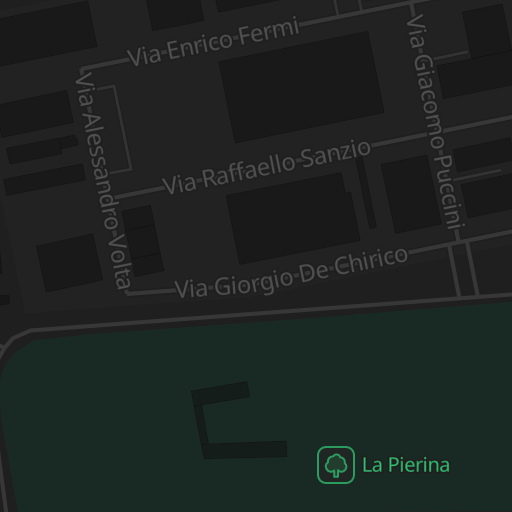 Via Enrico Fermi
Via Giacomo Puccini
Via Alessandro Volta
Via Raffaello Sanzio
Via Giorgio De Chirico
La Pierina